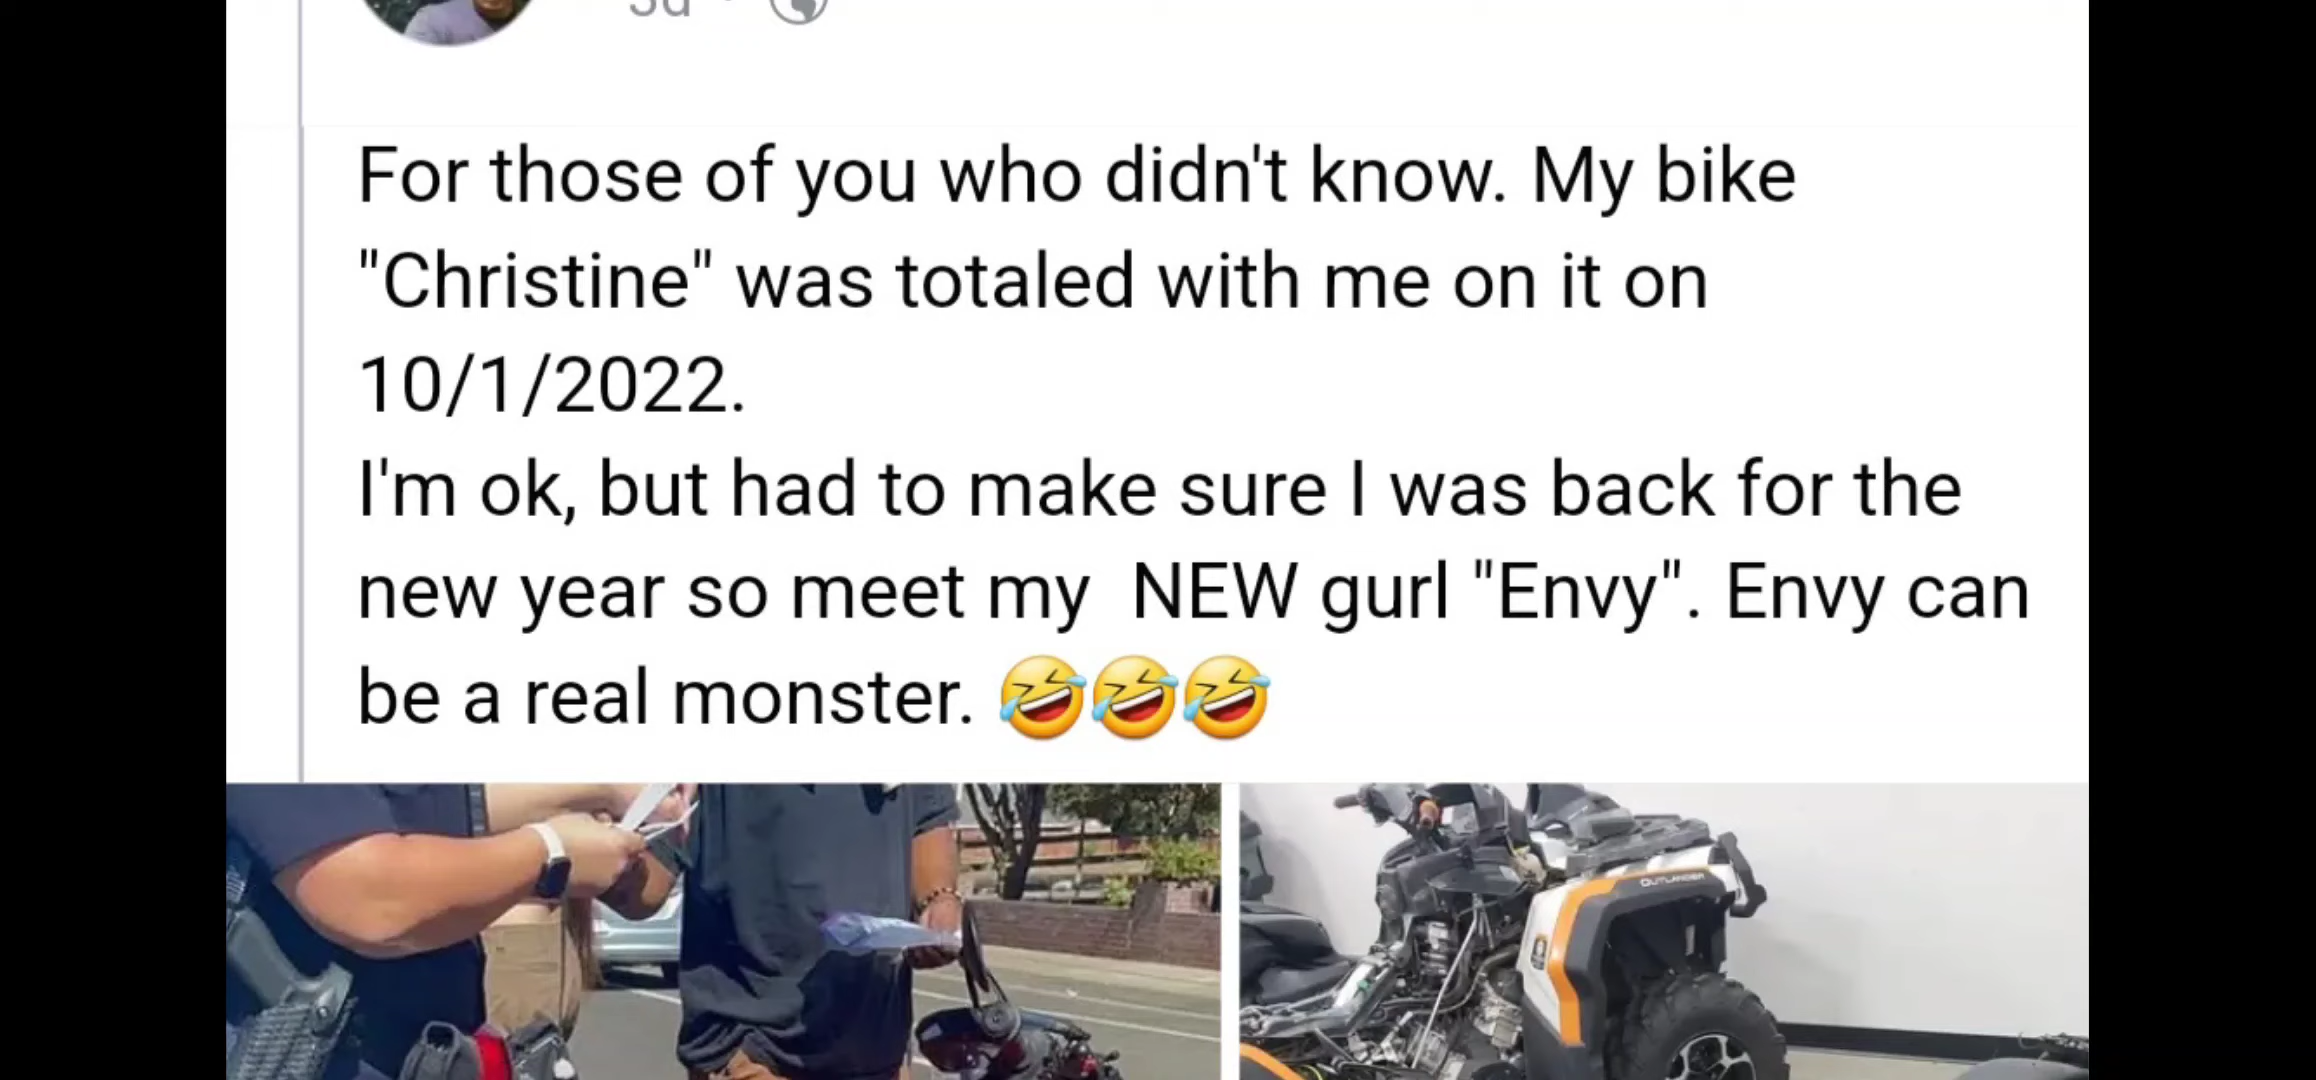 3d
For those of you who didn't know. My bike
"Christine" was totaled with me on it on
10/1/2022.
I'm ok, but had to make sure I was back for the
new year so meet my  NEW gurl "Envy". Envy can
be a real monster. 🤣🤣🤣
OUTLANDER